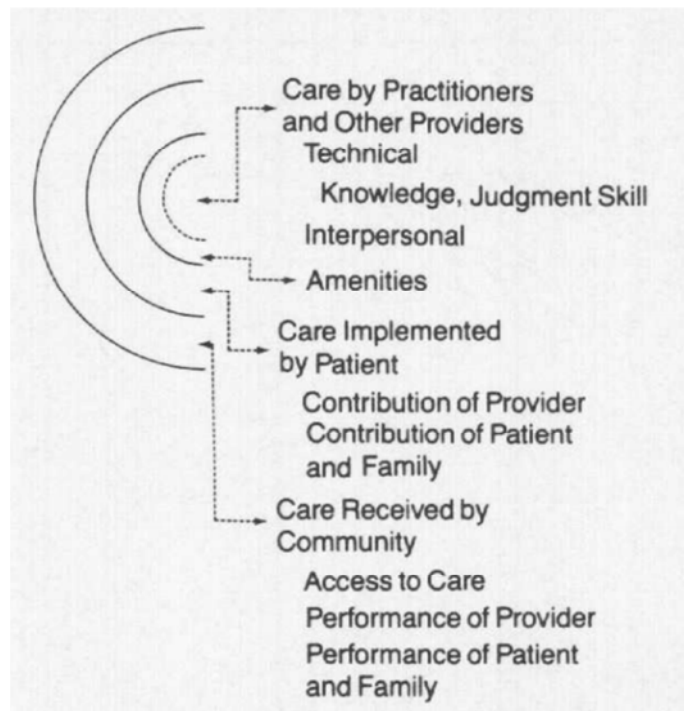 Care by Practitioners
and Other Providers
Technical
Knowledge, Judgment Skill
Interpersonal
Amenities
Care Implemented
by Patient
Contribution of Provider
Contribution of Patient
and Family
Care Received by
Community
Access to Care
Performance of Provider
Performance of Patient
and Family